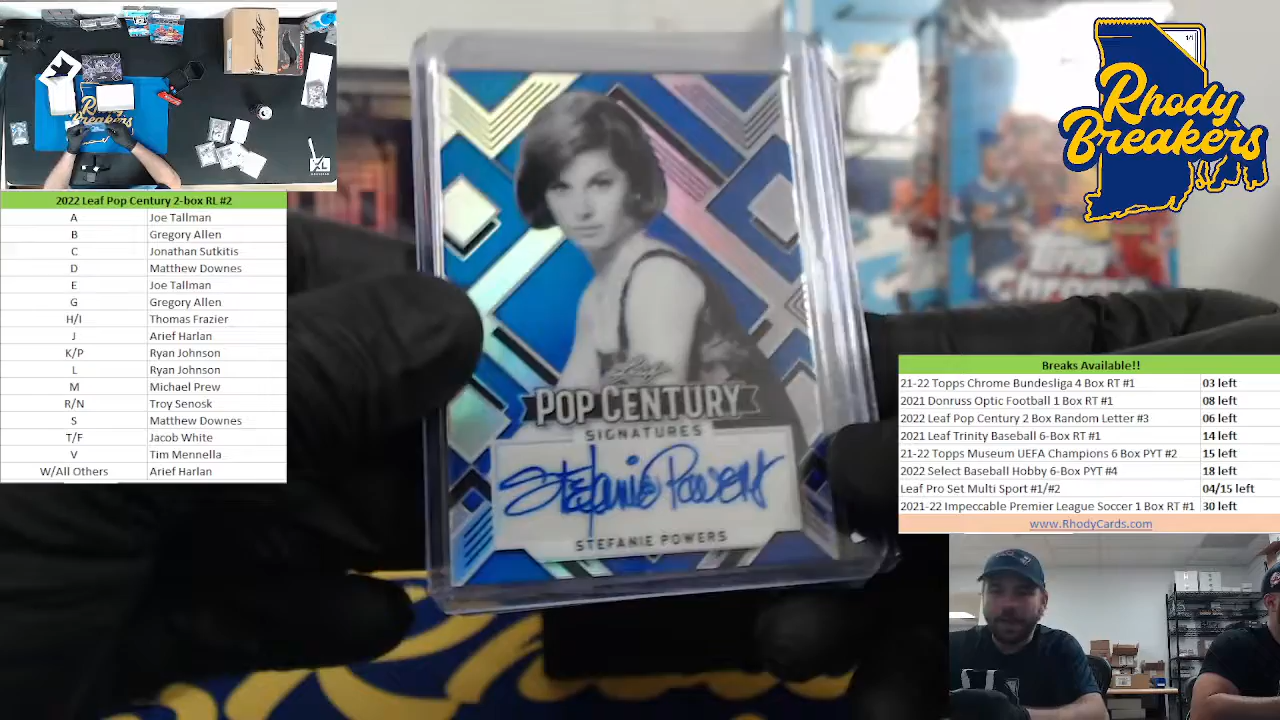 Rhody
Breakers
2022 Leaf Pop Century 2-box RL #2
A Joe Tallman
B Gregory Allen
C Jonathan Sutkitis
D Matthew Downes
E Joe Tallman
G Gregory Allen
H/I Thomas Frazier
J Arief Harlan
K/P Ryan Johnson
L Ryan Johnson
M Michael Prew
R/N Troy Senosk
S Matthew Downes
T/F Jacob White
V Tim Mennella
W/All Others Arief Harlan
Leaf
POP CENTURY
SIGNATURES
Stefanie Powers
STEFANIE POWERS
Topps
Chrome
1/1
Rhody
Breakers
Breaks Available!!
21-22 Topps Chrome Bundesliga 4 Box RT #1 03 left
2021 Donruss Optic Football 1 Box RT #1 08 left
2022 Leaf Pop Century 2 Box Random Letter #3 06 left
2021 Leaf Trinity Baseball 6-Box RT #1 14 left
21-22 Topps Museum UEFA Champions 6 Box PYT #2 15 left
2022 Select Baseball Hobby 6-Box PYT #4 18 left
Leaf Pro Set Multi Sport #1/#2 04/15 left
2021-22 Impeccable Premier League Soccer 1 Box RT #1 30 left
www.RhodyCards.com